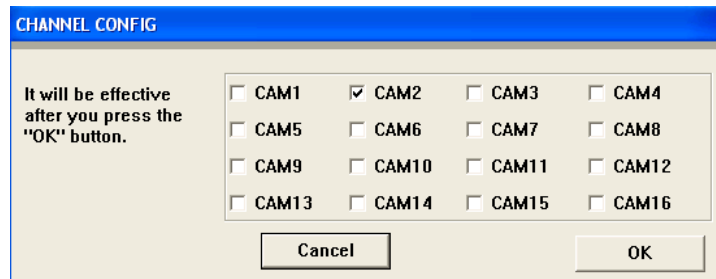 CHANNEL CONFIG
It will be effective
after you press the
"OK" button.
CAM1 CAM2 CAM3 CAM4
CAM5 CAM6 CAM7 CAM8
CAM9 CAM10 CAM11 CAM12
CAM13 CAM14 CAM15 CAM16
Cancel OK